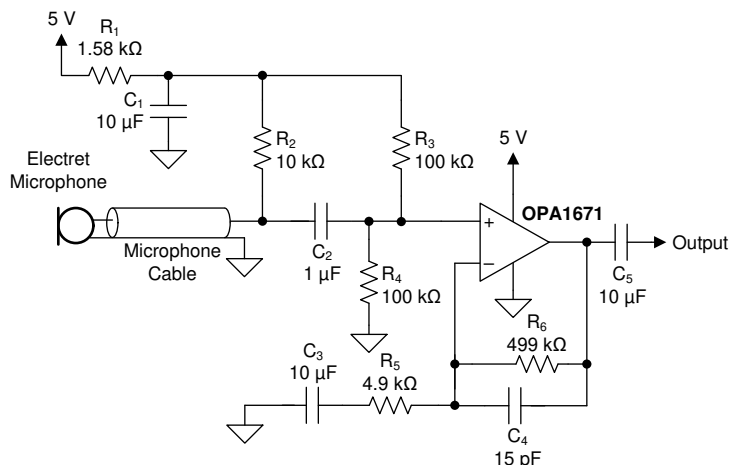 5 V
R1
1.58 kΩ
C1
10 µF
R2
10 kΩ
R3
100 kΩ
5 V
Electret
Microphone
OPA1671
+
−
Output
Microphone
Cable
C2
1 µF
R4
100 kΩ
C5
10 µF
R6
499 kΩ
C3
10 µF
R5
4.9 kΩ
C4
15 pF